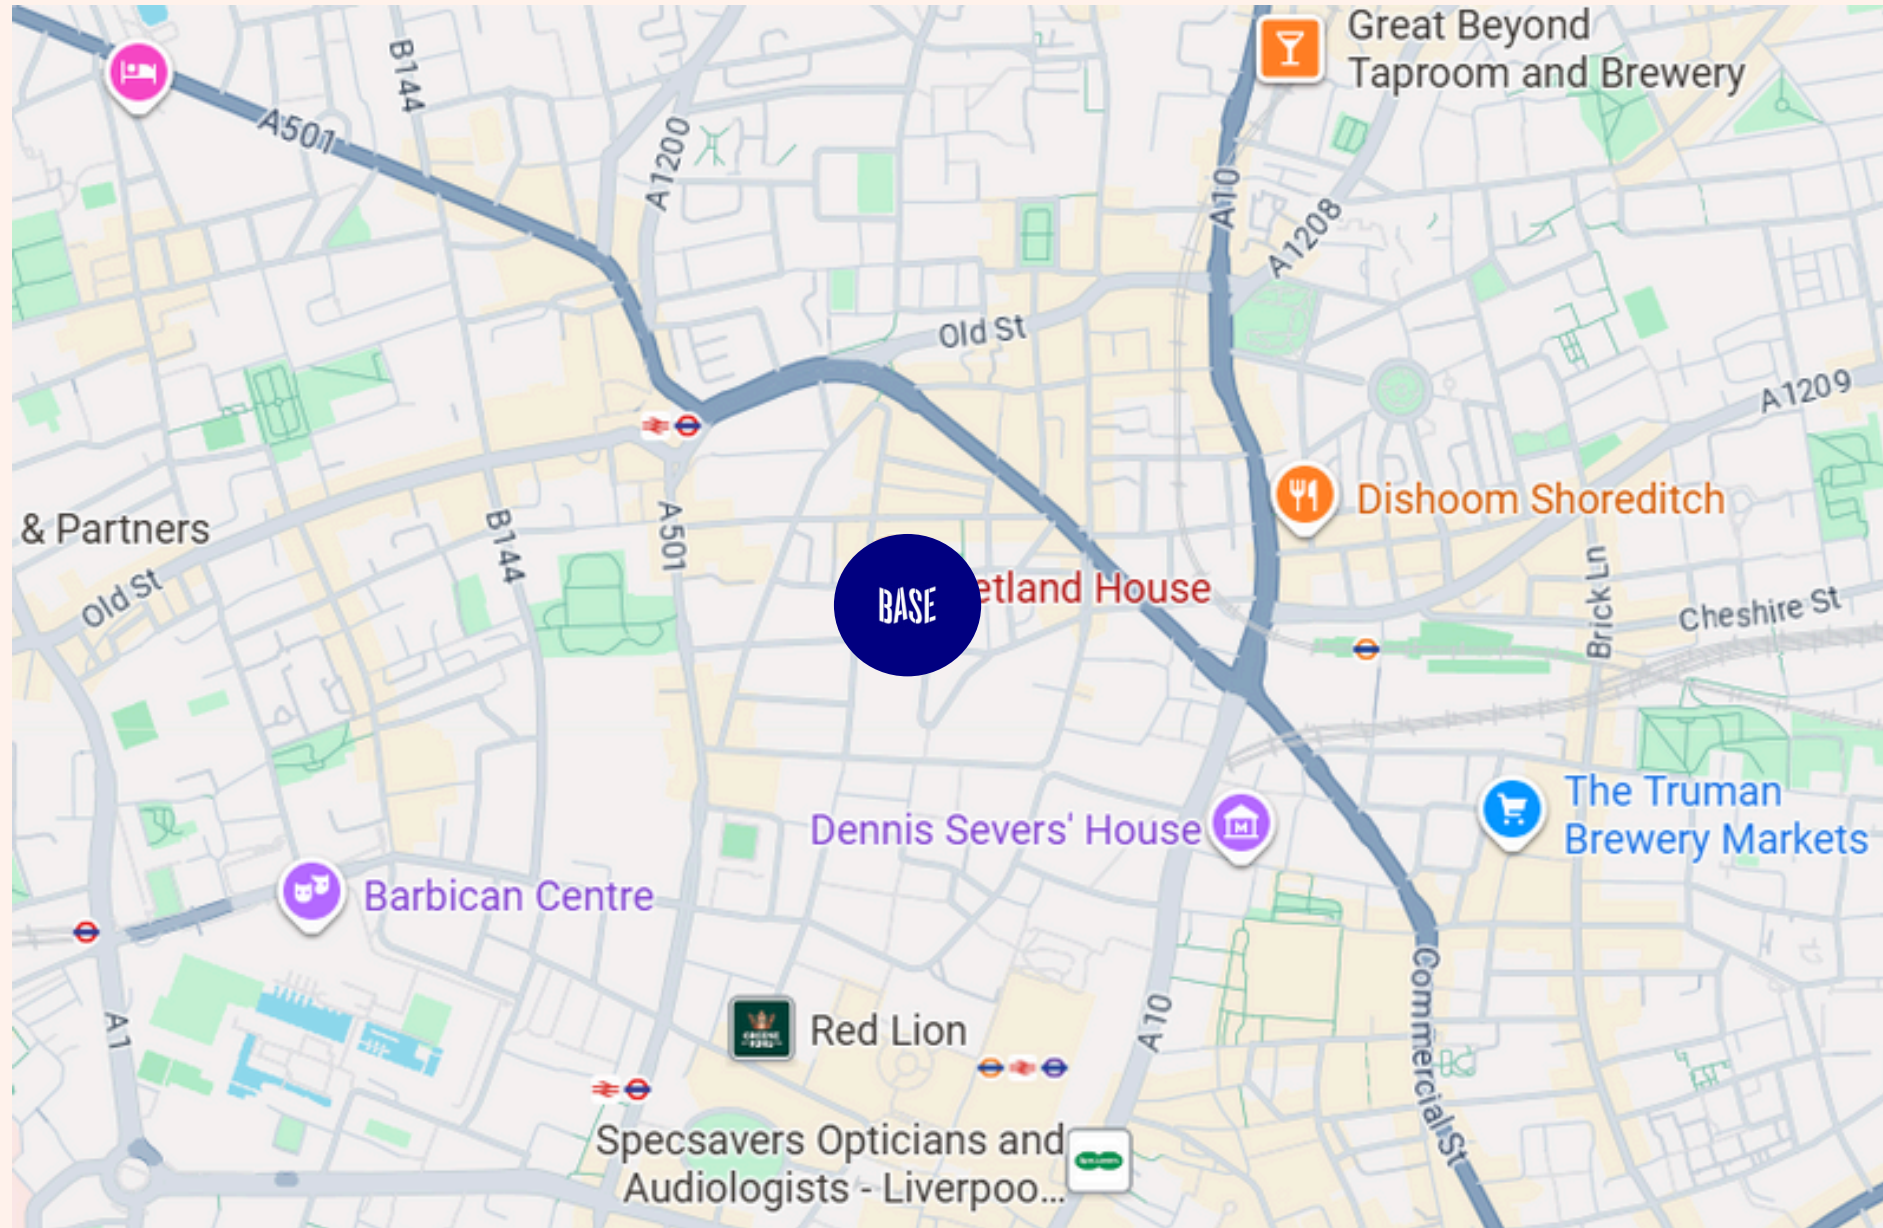 Great Beyond
Taproom and Brewery
B144
A501
A1200
A10
A1208
Old St
A1209
Dishoom Shoreditch
& Partners
B144
A501
Old St
BASE
etland House
Brick Ln
Cheshire St
The Truman
Brewery Markets
Dennis Severs' House
Barbican Centre
A1
Red Lion
A10
Commercial St
Specsavers Opticians and
Audiologists - Liverpoo...